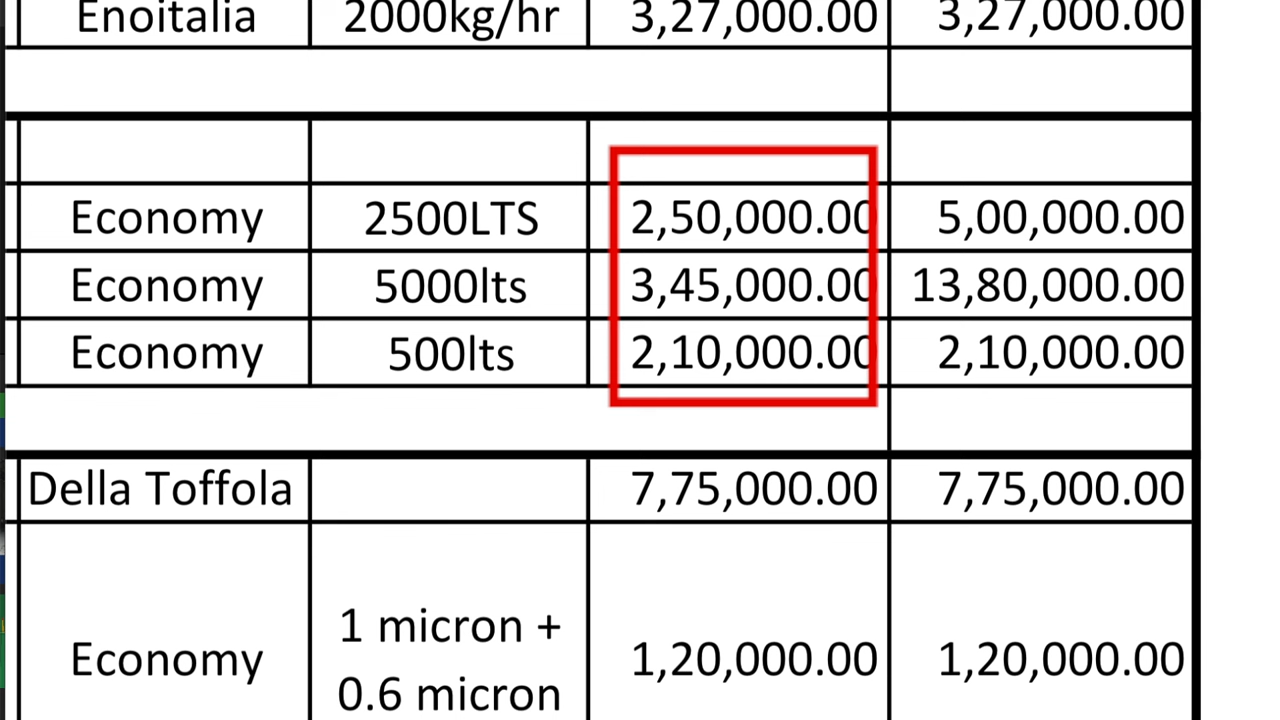 Enoitalia 2000kg/hr 3,27,000.00 3,27,000.00
Economy 2500LTS 2,50,000.00 5,00,000.00
Economy 5000lts 3,45,000.00 13,80,000.00
Economy 500lts 2,10,000.00 2,10,000.00
Della Toffola 7,75,000.00 7,75,000.00
Economy 1 micron + 1,20,000.00 1,20,000.00
0.6 micron